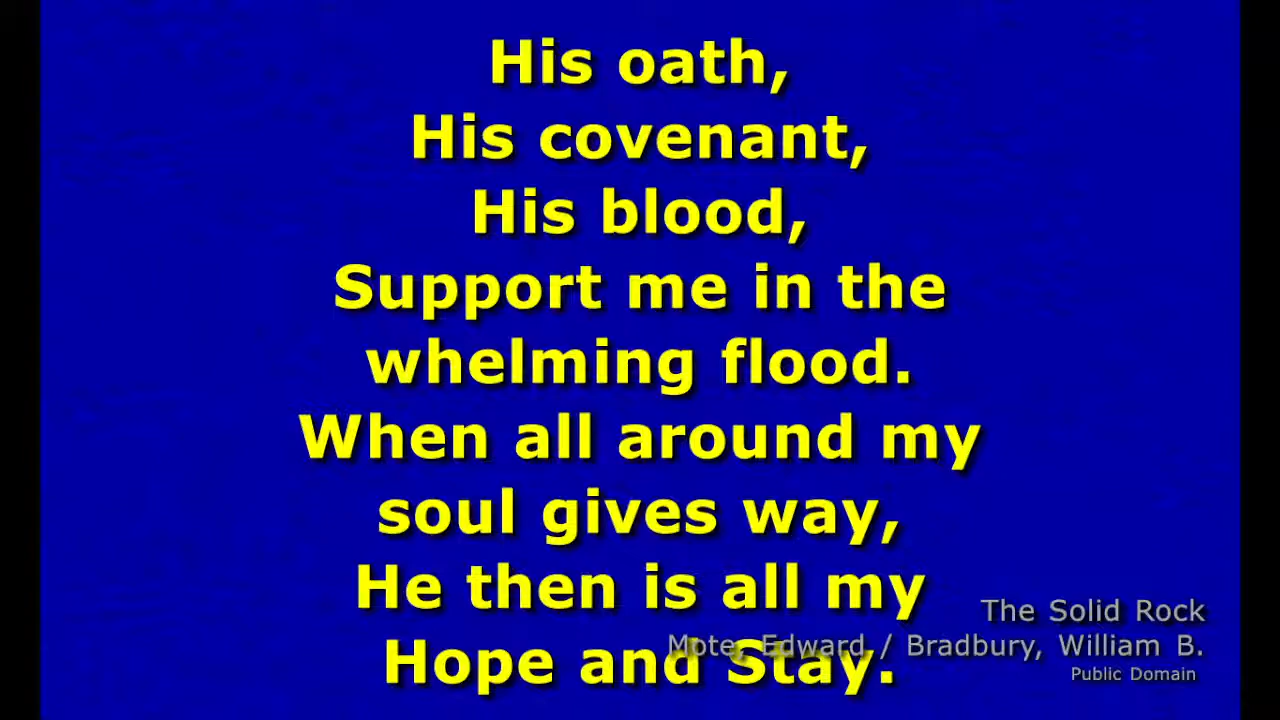 His oath,
His covenant,
His blood,
Support me in the
whelming flood.
When all around my
soul gives way,
He then is all my
Hope and Stay.
The Solid Rock
Mote, Edward / Bradbury, William B.
Public Domain